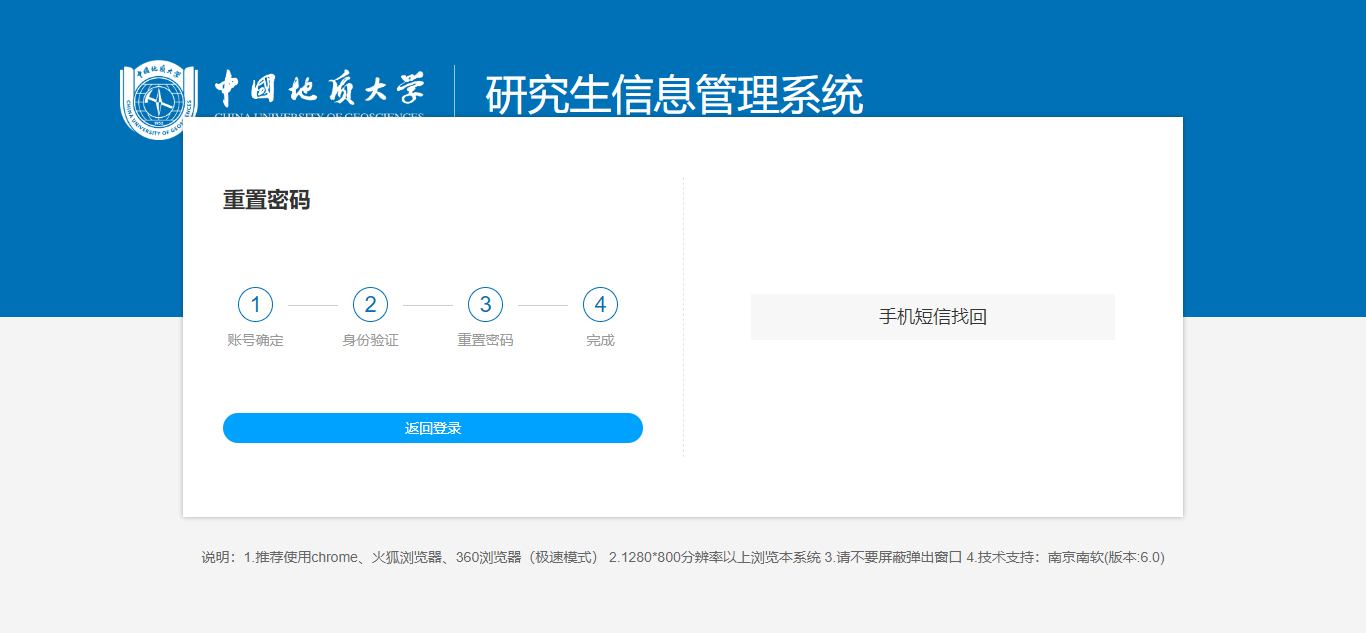 中国地质大学
CHINA UNIVERSITY OF GEOSCIENCES
研究生信息管理系统
重置密码
1 2 3 4
账号确定 身份验证 重置密码 完成
返回登录
手机短信找回
说明：1.推荐使用chrome、火狐浏览器、360浏览器（极速模式） 2.1280*800分辨率以上浏览本系统 3.请不要屏蔽弹出窗口 4.技术支持：南京南软(版本:6.0)